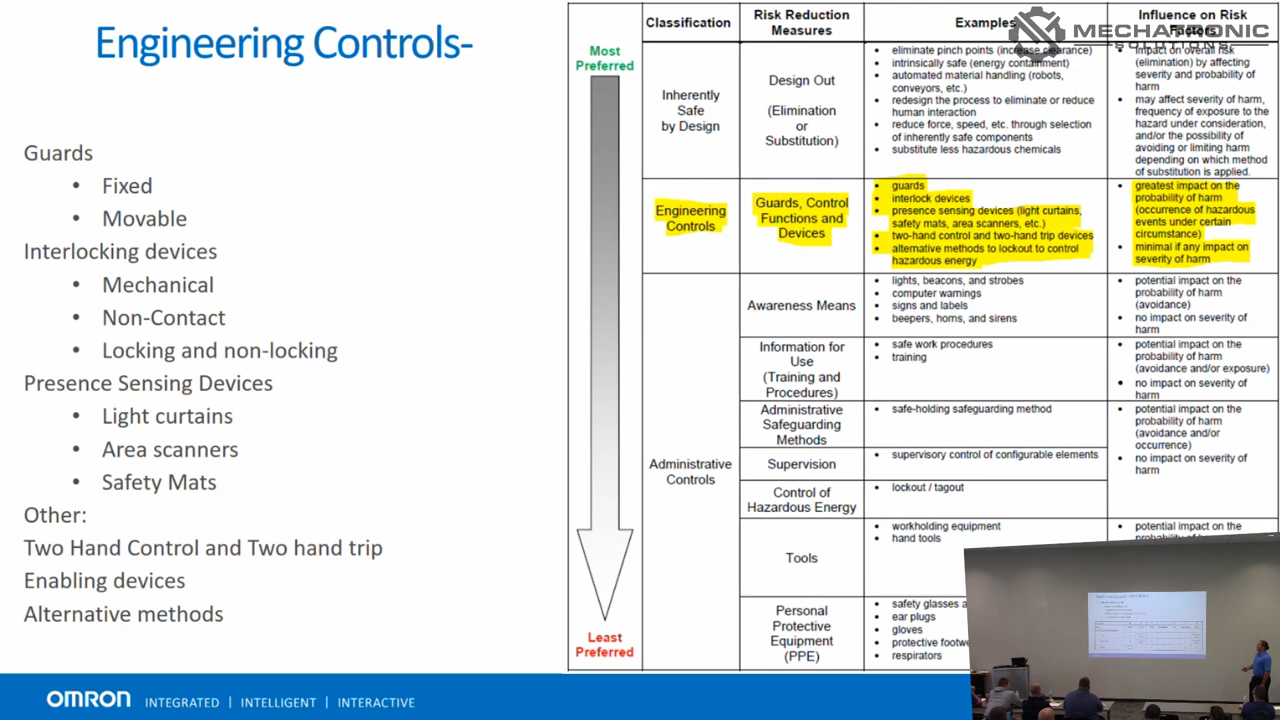 Engineering Controls-
Guards
• Fixed
• Movable
Interlocking devices
• Mechanical
• Non-Contact
• Locking and non-locking
Presence Sensing Devices
• Light curtains
• Area scanners
• Safety Mats
Other:
Two Hand Control and Two hand trip
Enabling devices
Alternative methods
Most
Preferred
Least
Preferred
Classification
Risk Reduction
Measures
Examples
Influence on Risk
Factors
MECHATRONIC
SOLUTIONS
Inherently
Safe
by Design
Design Out
(Elimination
or
Substitution)
• eliminate pinch points (increase clearance)
• intrinsically safe (energy containment)
• automated material handling (robots,
conveyors, etc.)
• redesign the process to eliminate or reduce
human interaction
• reduce force, speed, etc. through selection
of inherently safe components
• substitute less hazardous chemicals
• impact on overall risk
(elimination) by affecting
severity and probability of
harm
• may affect severity of harm,
frequency of exposure to the
hazard under consideration,
and/or the possibility of
avoiding or limiting harm
depending on which method
of substitution is applied.
Engineering
Controls
Guards, Control
Functions and
Devices
• guards
• interlock devices
• presence sensing devices (light curtains,
safety mats, area scanners, etc.)
• two-hand control and two-hand trip devices
• alternative methods to lockout to control
hazardous energy
• greatest impact on the
probability of harm
(occurrence of hazardous
events under certain
circumstance)
• minimal if any impact on
severity of harm
Administrative
Controls
Awareness Means
• lights, beacons, and strobes
• computer warnings
• signs and labels
• beepers, horns, and sirens
• potential impact on the
probability of harm
(avoidance)
• no impact on severity of
harm
Information for
Use
(Training and
Procedures)
• safe work procedures
• training
• potential impact on the
probability of harm
(avoidance and/or exposure)
• no impact on severity of
harm
Administrative
Safeguarding
Methods
• safe-holding safeguarding method
• potential impact on the
probability of harm
(avoidance and/or
occurrence)
• no impact on severity of
harm
Supervision
• supervisory control of configurable elements
Control of
Hazardous Energy
• lockout / tagout
Tools
• workholding equipment
• hand tools
• potential impact on the
Personal
Protective
Equipment
(PPE)
• safety glasses
• ear plugs
• gloves
• protective
• respirators
OMRON INTEGRATED | INTELLIGENT | INTERACTIVE